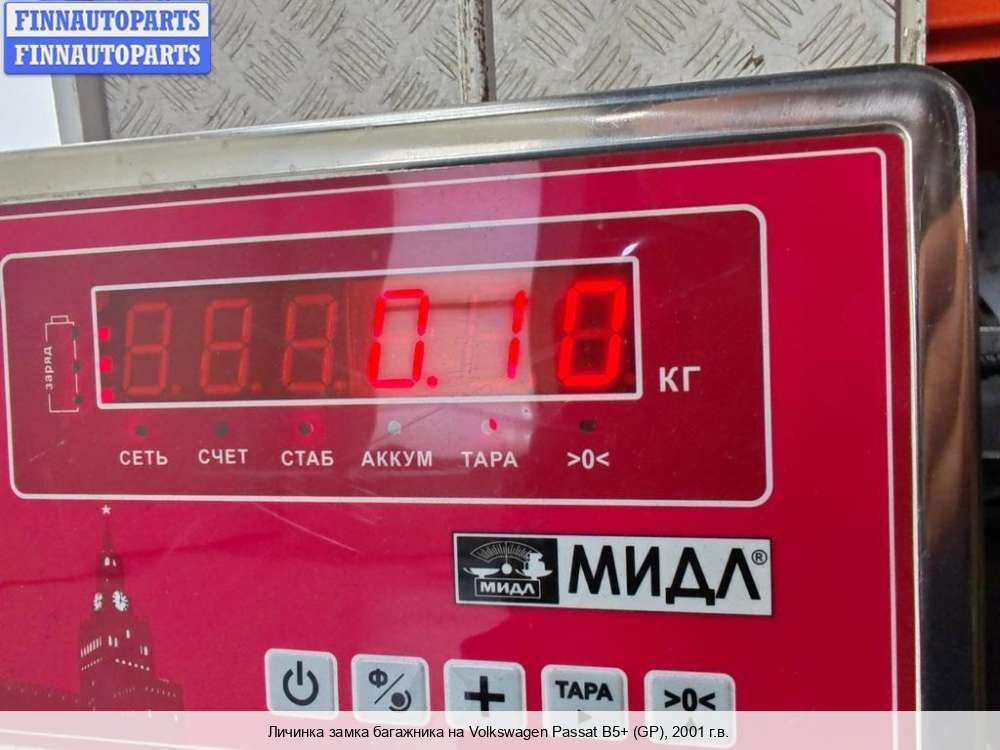 FINNAUTOPARTS
FINNAUTOPARTS
заряд
0.10
КГ
СЕТЬ СЧЕТ СТАБ АККУМ ТАРА >0<
МИДЛ МИДЛ®
Ф/ + ТАРА >0<
Личинка замка багажника на Volkswagen Passat B5+ (GP), 2001 г.в.